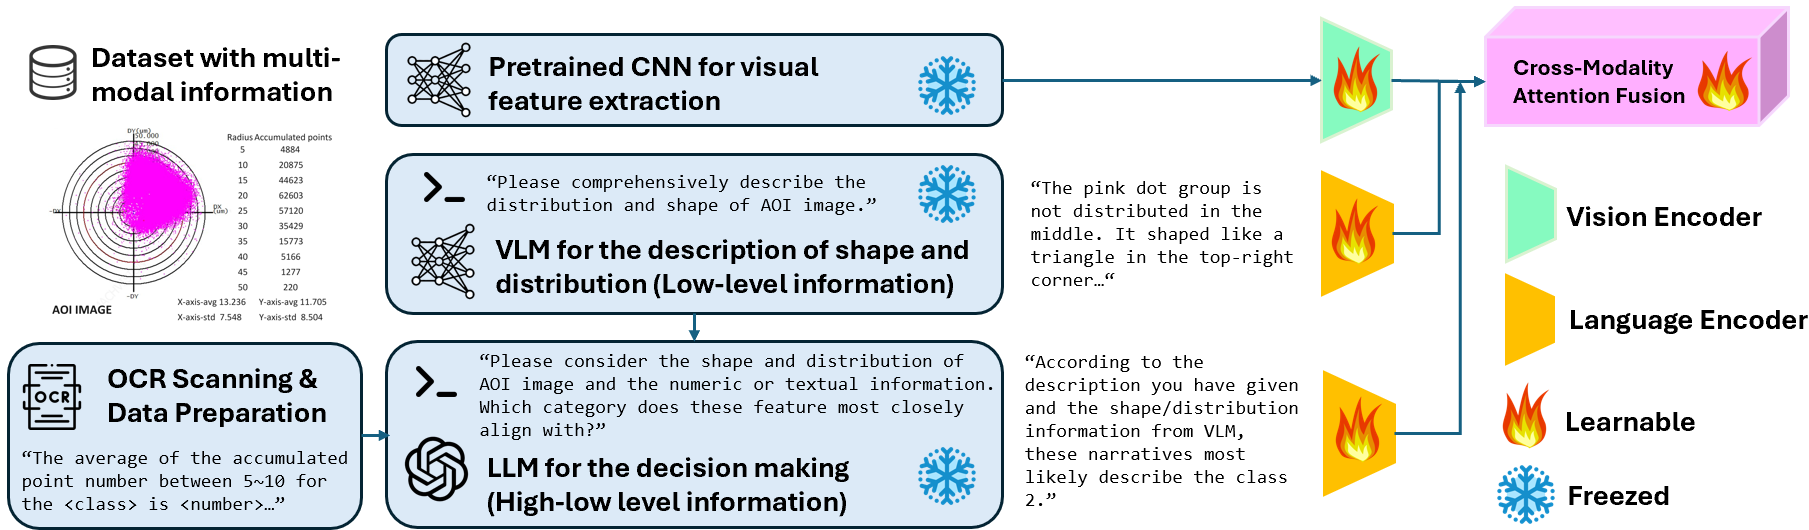 Dataset with multi-
modal information
DY(um)
50.000
-DX
DX
(um)
-DY
AOI IMAGE
Radius Accumulated points
5 4884
10 20875
15 44623
20 62603
25 57120
30 35429
35 15773
40 5166
45 1277
50 220
X-axis-avg 13.236 Y-axis-avg 11.705
X-axis-std 7.548 Y-axis-std 8.504
OCR
OCR Scanning &
Data Preparation
“The average of the accumulated
point number between 5~10 for
the <class> is <number>…”
Pretrained CNN for visual
feature extraction
“Please comprehensively describe the
distribution and shape of AOI image.”
VLM for the description of shape and
distribution (Low-level information)
“Please consider the shape and distribution of
AOI image and the numeric or textual information.
Which category does these feature most closely
align with?”
LLM for the decision making
(High-low level information)
“The pink dot group is
not distributed in the
middle. It shaped like a
triangle in the top-right
corner…“
“According to the
description you have given
and the shape/distribution
information from VLM,
these narratives most
likely describe the class
2.”
Cross-Modality
Attention Fusion
Vision Encoder
Language Encoder
Learnable
Freezed